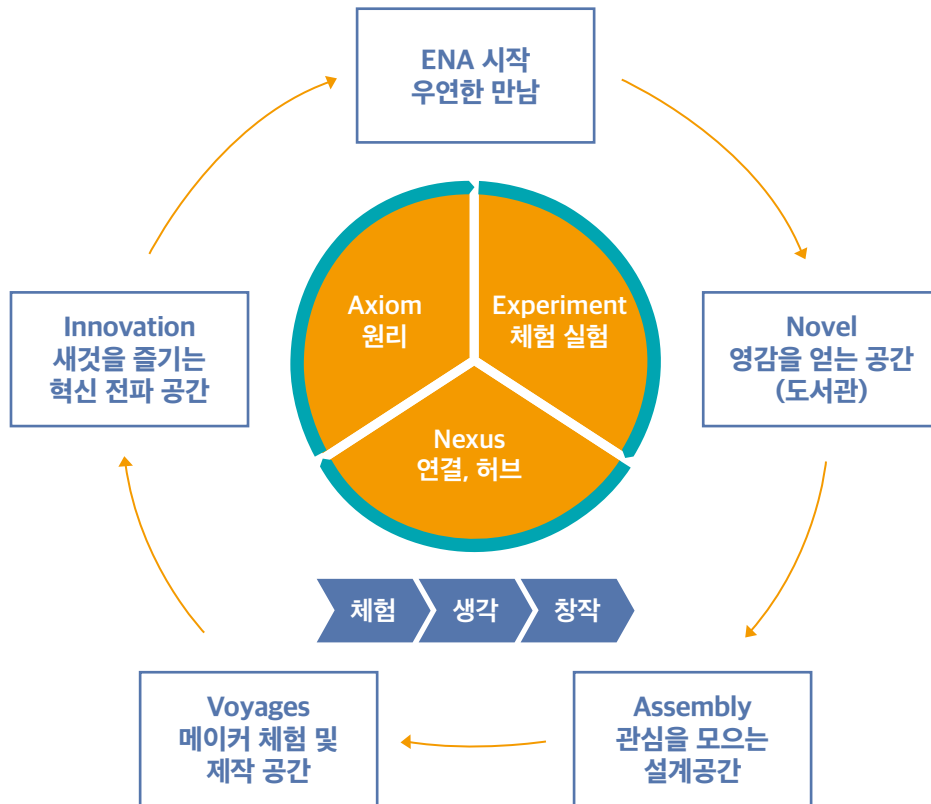 ENA 시작
우연한 만남
Novel
영감을 얻는 공간
(도서관)
Assembly
관심을 모으는
설계공간
Voyages
메이커 체험 및
제작 공간
Innovation
새것을 즐기는
혁신 전파 공간
Axiom
원리
Experiment
체험 실험
Nexus
연결, 허브
체험
생각
창작